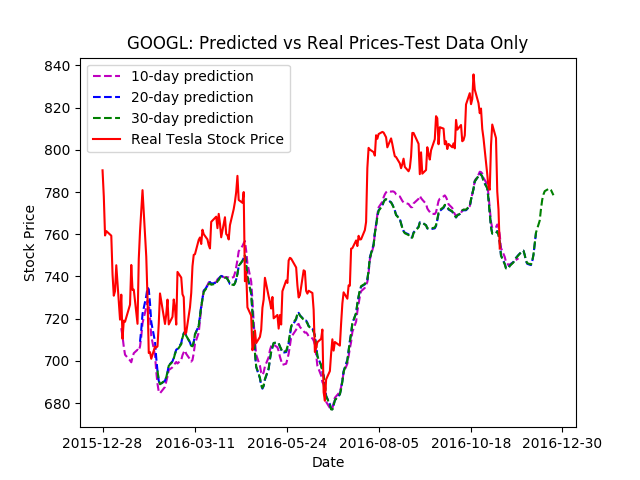 GOOGL: Predicted vs Real Prices-Test Data Only
10-day prediction
20-day prediction
30-day prediction
Real Tesla Stock Price
840
820
800
780
760
740
720
700
680
Stock Price
2015-12-28 2016-03-11 2016-05-24 2016-08-05 2016-10-18 2016-12-30
Date